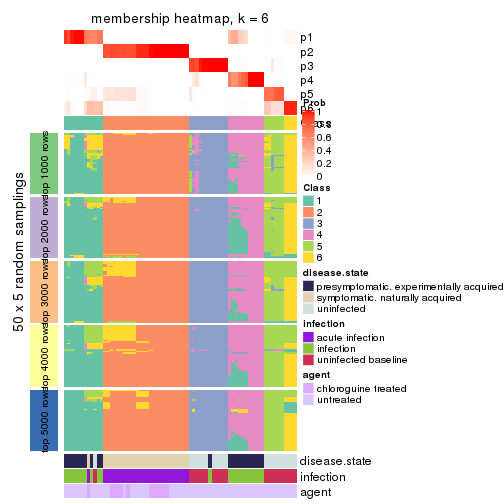 membership heatmap, k = 6
p1
p2
p3
p4
p5
p6
Prob
1
0.8
0.6
0.4
0.2
0
Class
1
2
3
4
5
6
disease.state
presymptomatic. experimentally acquired
symptomatic. naturally acquired
uninfected
infection
acute infection
infection
uninfected baseline
agent
chloroguine treated
untreated
50 x 5 random samplings
top 1000 rows
top 2000 rows
top 3000 rows
top 4000 rows
top 5000 rows
disease.state
infection
agent